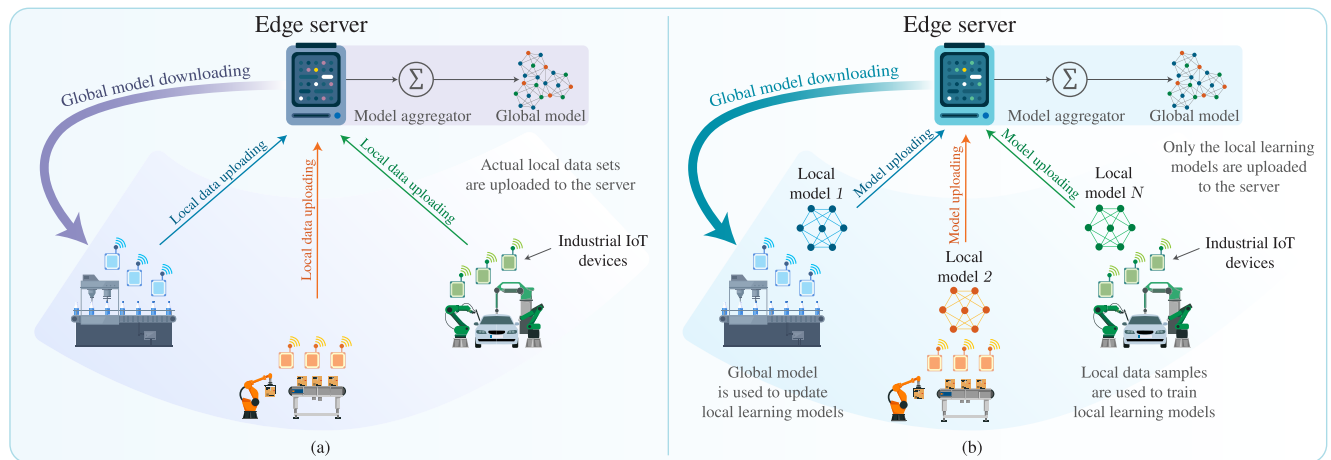 Edge server
Global model downloading
Model aggregator
Global model
Local data uploading
Local data uploading
Local data uploading
Actual local data sets
are uploaded to the server
Industrial IoT
devices
(a)
Edge server
Global model downloading
Model aggregator
Global model
Model uploading
Model uploading
Model uploading
Only the local learning
models are uploaded
to the server
Local
model 1
Local
model N
Local
model 2
Industrial IoT
devices
Global model
is used to update
local learning models
Local data samples
are used to train
local learning models
(b)